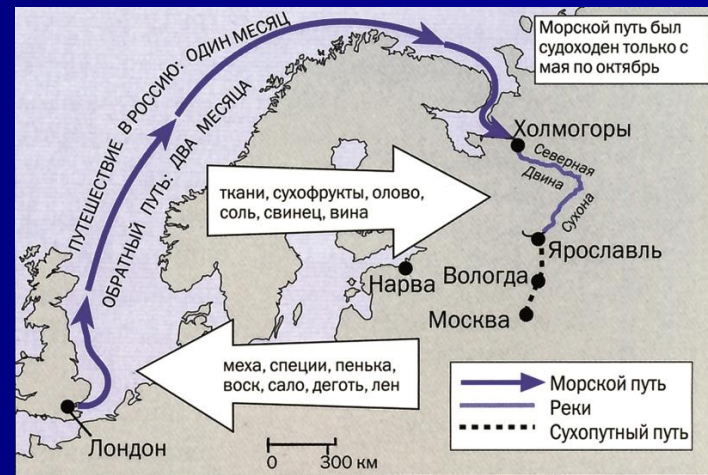 Морской путь был
судоходен только с
мая по октябрь
ПУТЕШЕСТВИЕ В РОССИЮ: ОДИН МЕСЯЦ
ОБРАТНЫЙ ПУТЬ: ДВА МЕСЯЦА
Холмогоры
Северная
Двина
Сухона
ткани, сухофрукты, олово,
соль, свинец, вина
Ярославль
Нарва
Вологда
Москва
меха, специи, пенька,
воск, сало, деготь, лен
Морской путь
Реки
Сухопутный путь
Лондон
0 300 км